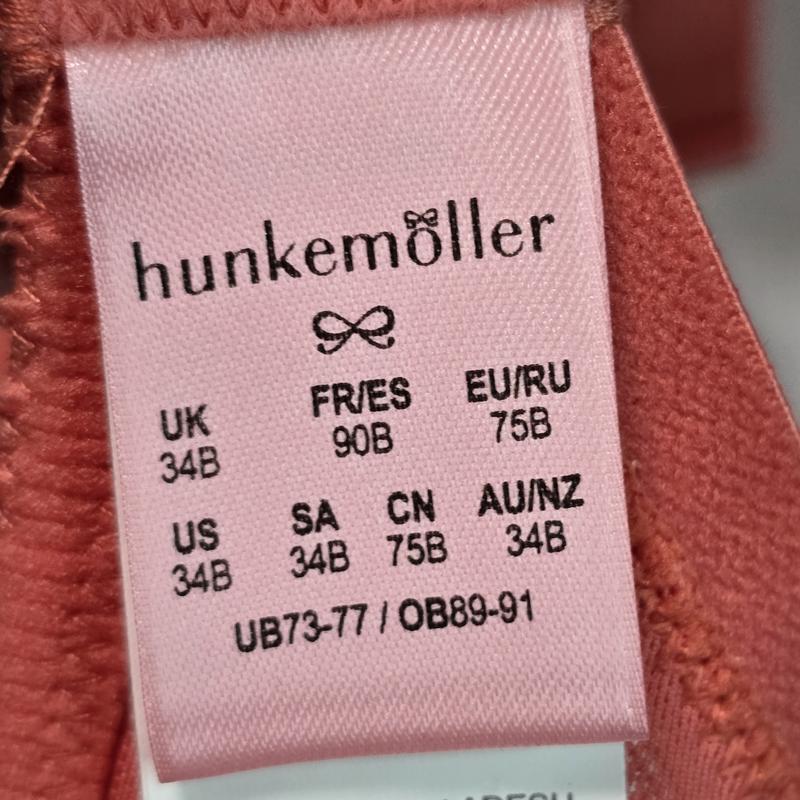 hunkemöller
UK FR/ES EU/RU
34B 90B 75B
US SA CN AU/NZ
34B 34B 75B 34B
UB73-77 / OB89-91